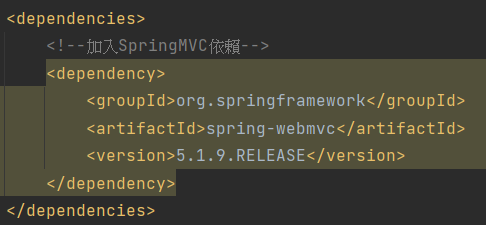 <dependencies>
<!--加入SpringMVC依賴-->
<dependency>
<groupId>org.springframework</groupId>
<artifactId>spring-webmvc</artifactId>
<version>5.1.9.RELEASE</version>
</dependency>
</dependencies>